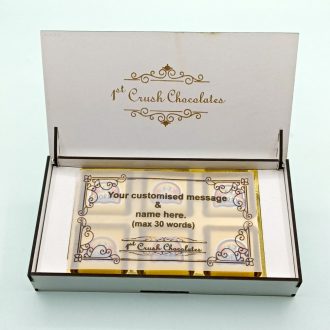 1st Crush Chocolates
Your customised message
&
name here.
(max 30 words)
1st Crush Chocolates